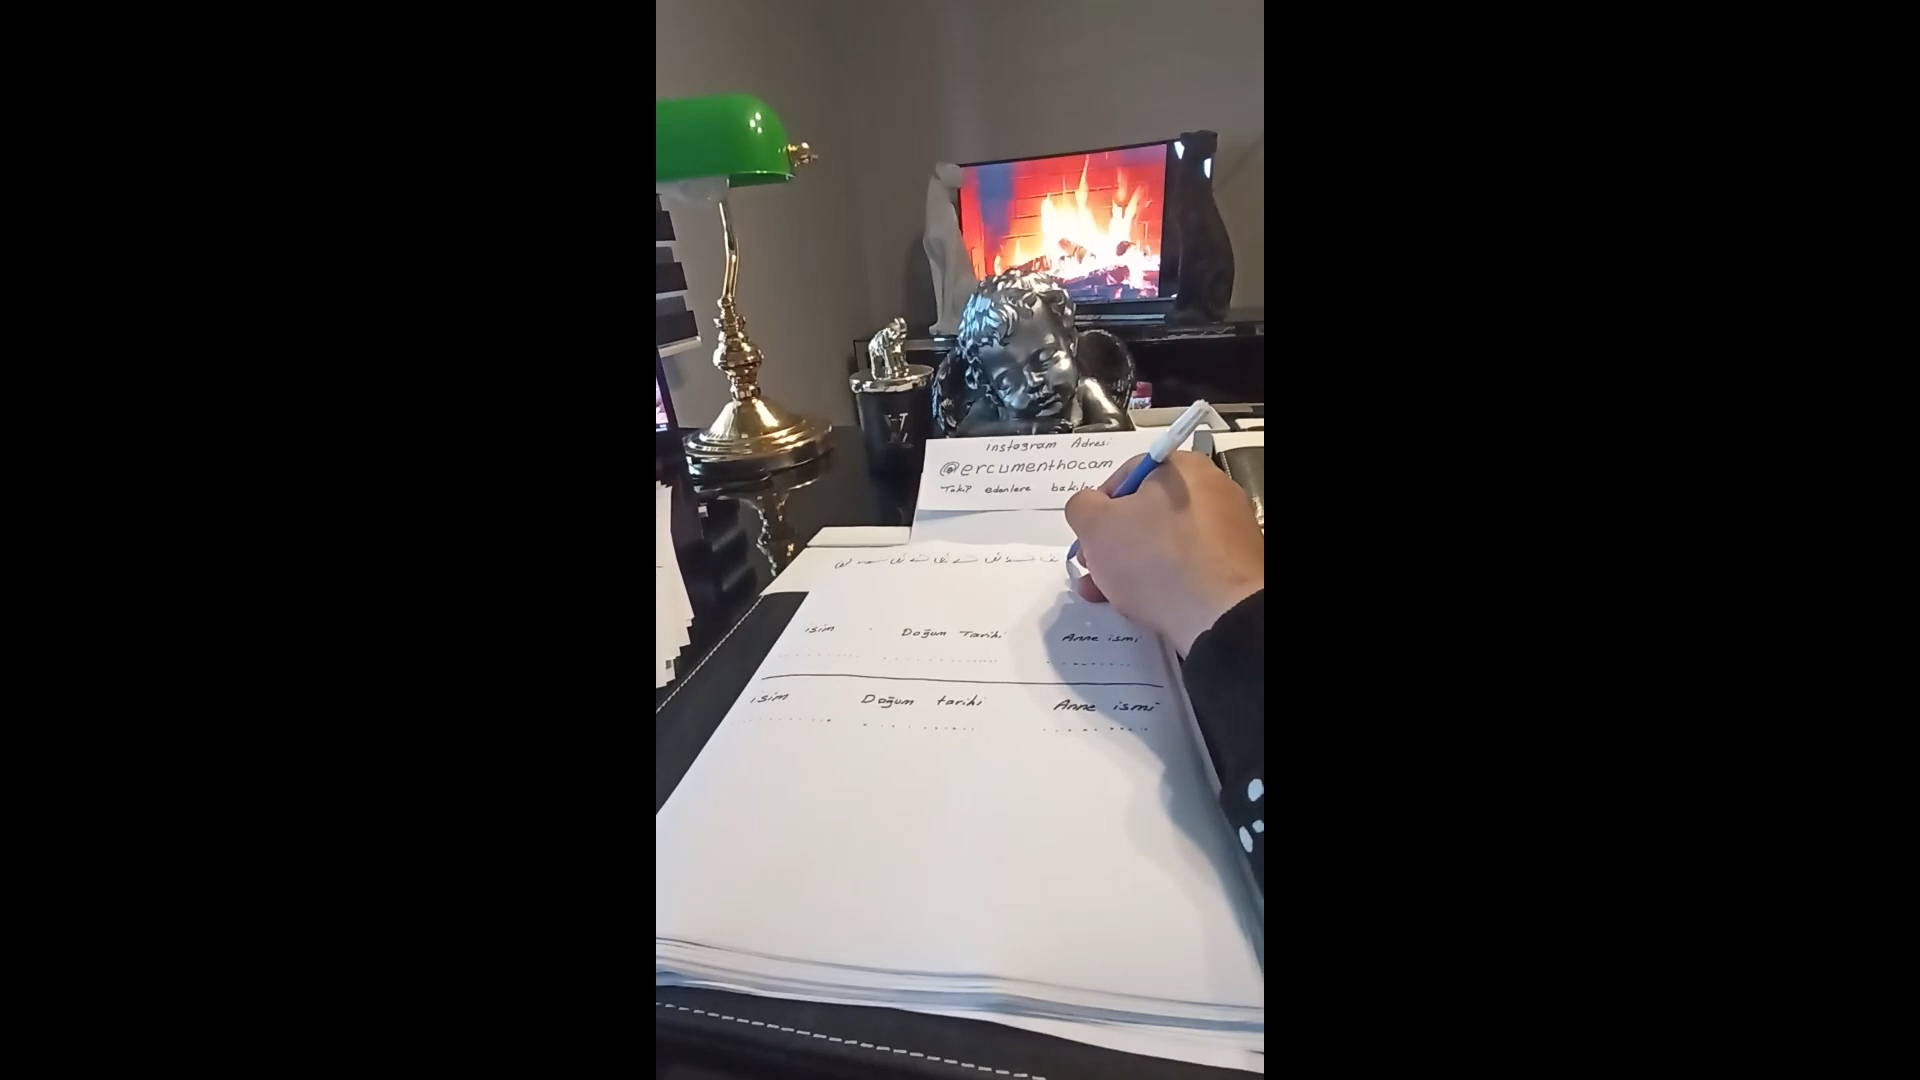 instagram Adresi
@ercumenthocam
Takip edenlere
isim Doğum Tarihi Anne ismi
isim Doğum tarihi Anne ismi